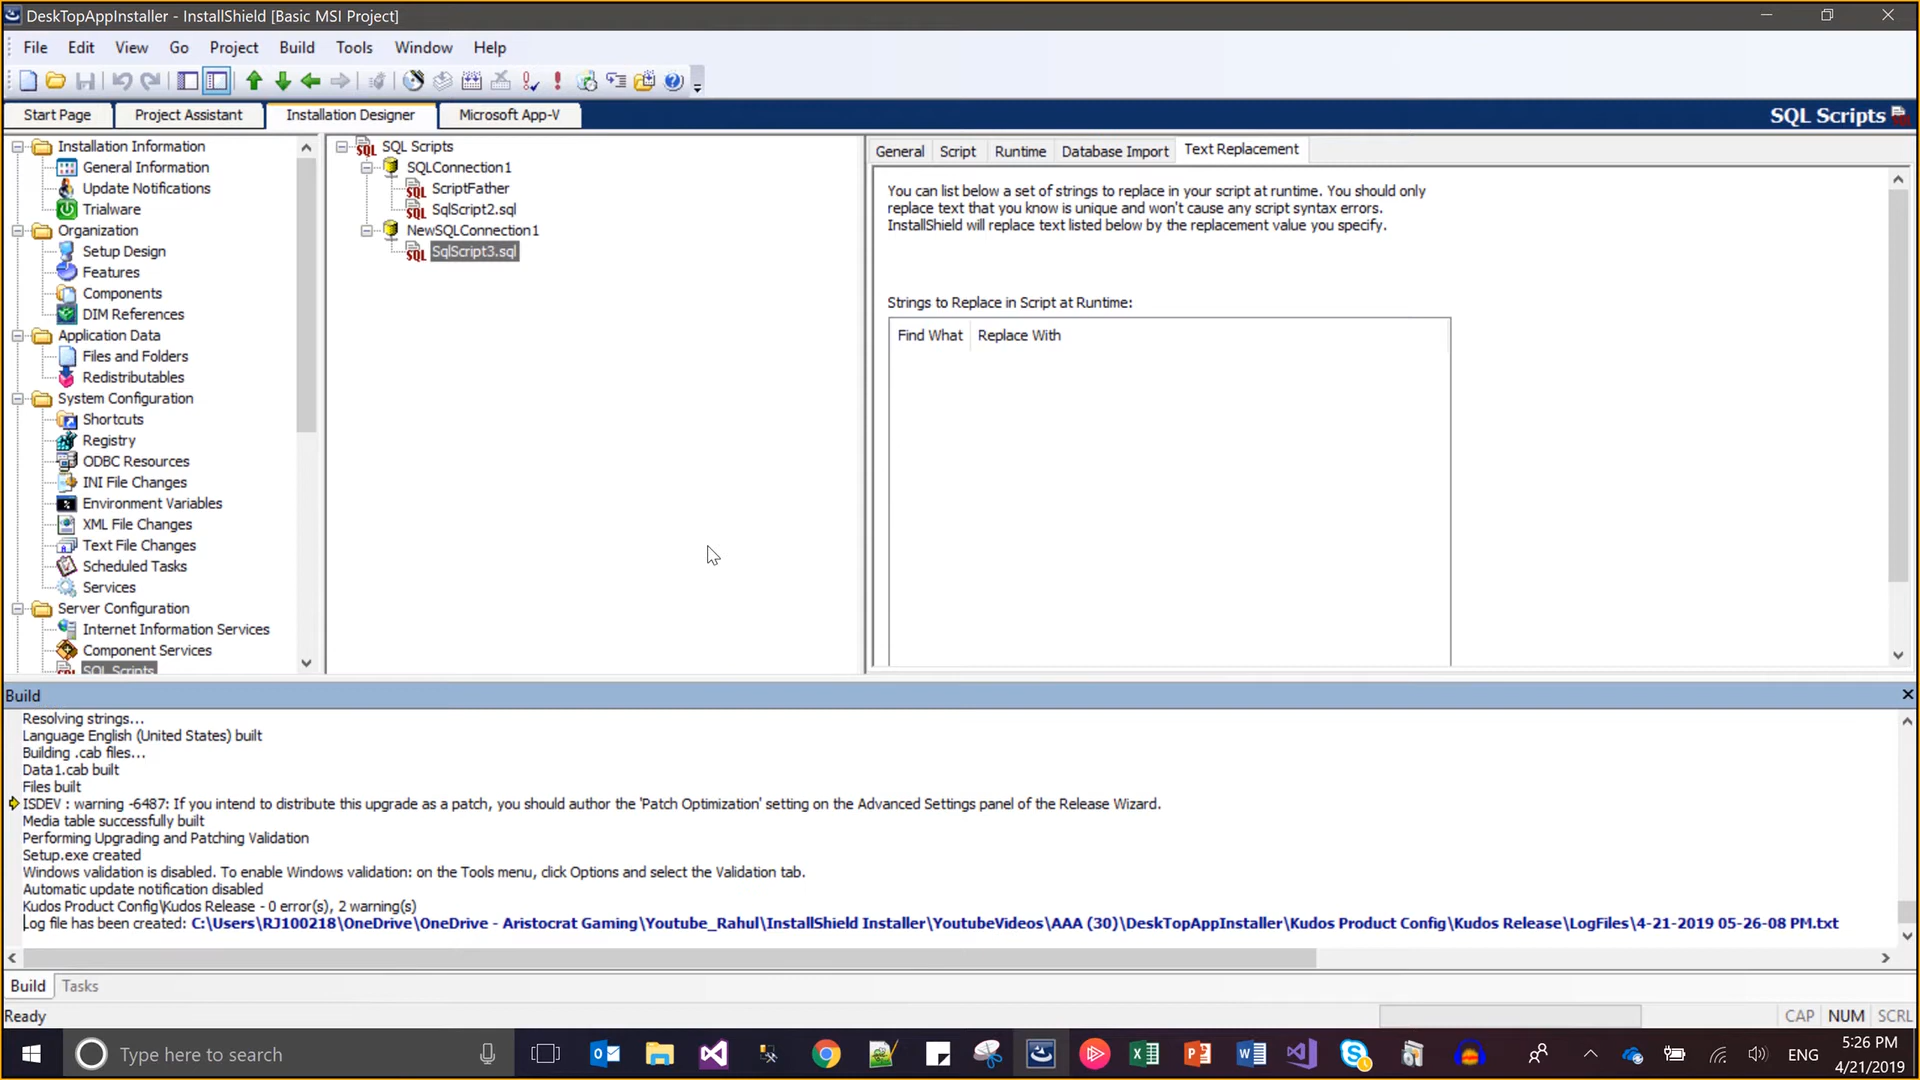 DeskTopAppInstaller - InstallShield [Basic MSI Project]
File Edit View Go Project Build Tools Window Help
Start Page Project Assistant Installation Designer Microsoft App-V SQL Scripts
Installation Information
General Information
Update Notifications
Trialware
Organization
Setup Design
Features
Components
DIM References
Application Data
Files and Folders
Redistributables
System Configuration
Shortcuts
Registry
ODBC Resources
INI File Changes
Environment Variables
XML File Changes
Text File Changes
Scheduled Tasks
Services
Server Configuration
Internet Information Services
Component Services
SQL Scripts
SQL Scripts
SQLConnection1
ScriptFather
SqlScript2.sql
NewSQLConnection1
SqlScript3.sql
General Script Runtime Database Import Text Replacement
You can list below a set of strings to replace in your script at runtime. You should only
replace text that you know is unique and won't cause any script syntax errors.
InstallShield will replace text listed below by the replacement value you specify.
Strings to Replace in Script at Runtime:
Find What Replace With
Build
Resolving strings...
Language English (United States) built
Building .cab files...
Data1.cab built
Files built
ISDEV : warning -6487: If you intend to distribute this upgrade as a patch, you should author the 'Patch Optimization' setting on the Advanced Settings panel of the Release Wizard.
Media table successfully built
Performing Upgrading and Patching Validation
Setup.exe created
Windows validation is disabled. To enable Windows validation: on the Tools menu, click Options and select the Validation tab.
Automatic update notification disabled
Kudos Product Config\Kudos Release - 0 error(s), 2 warning(s)
Log file has been created: C:\Users\RJ100218\OneDrive\OneDrive - Aristocrat Gaming\Youtube_Rahul\InstallShield Installer\YoutubeVideos\AAA (30)\DeskTopAppInstaller\Kudos Product Config\Kudos Release\LogFiles\4-21-2019 05-26-08 PM.txt
Build Tasks
Ready CAP NUM SCRL
Type here to search
ENG
5:26 PM
4/21/2019